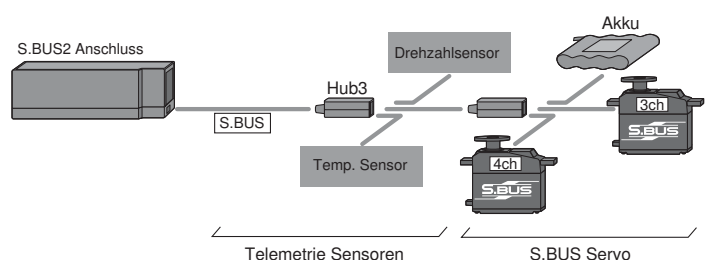 Akku
S.BUS2 Anschluss
Drehzahlsensor
Hub3
3ch
S.BUS
S.BUS
Temp. Sensor
4ch
S.BUS
Telemetrie Sensoren
S.BUS Servo